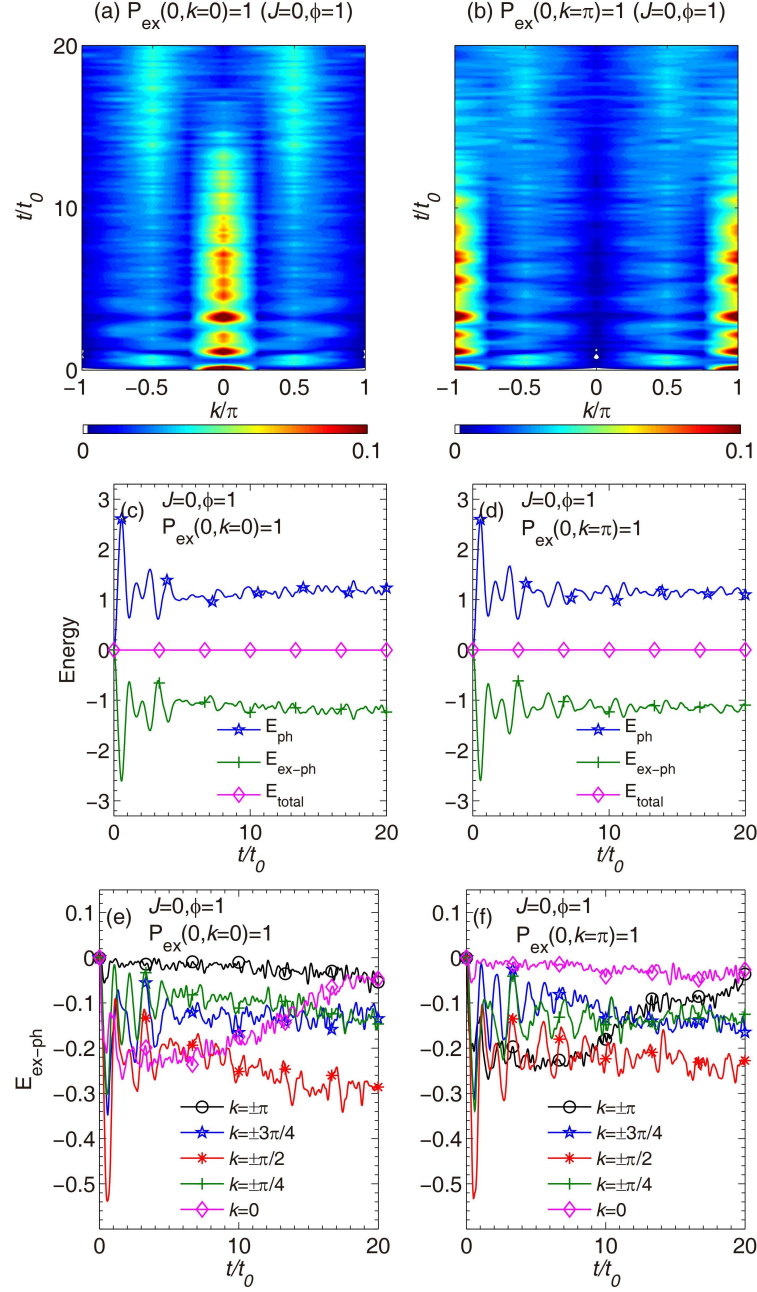 (a) P_ex(0,k=0)=1 (J=0,ϕ=1)
(b) P_ex(0,k=π)=1 (J=0,ϕ=1)
20
10
0
t/t_0
−1 −0.5 0 0.5 1
k/π
0 0.1
20
10
0
t/t_0
−1 −0.5 0 0.5 1
k/π
0 0.1
(c)
J=0,ϕ=1
P_ex(0,k=0)=1
3
2
1
0
−1
−2
−3
Energy
E_ph
E_ex−ph
E_total
0 10 20
t/t_0
(d)
J=0,ϕ=1
P_ex(0,k=π)=1
3
2
1
0
−1
−2
−3
E_ph
E_ex−ph
E_total
0 10 20
t/t_0
(e)
J=0,ϕ=1
P_ex(0,k=0)=1
0.1
0
−0.1
−0.2
−0.3
−0.4
−0.5
E_ex−ph
k=±π
k=±3π/4
k=±π/2
k=±π/4
k=0
0 10 20
t/t_0
(f)
J=0,ϕ=1
P_ex(0,k=π)=1
0.1
0
−0.1
−0.2
−0.3
−0.4
−0.5
k=±π
k=±3π/4
k=±π/2
k=±π/4
k=0
0 10 20
t/t_0